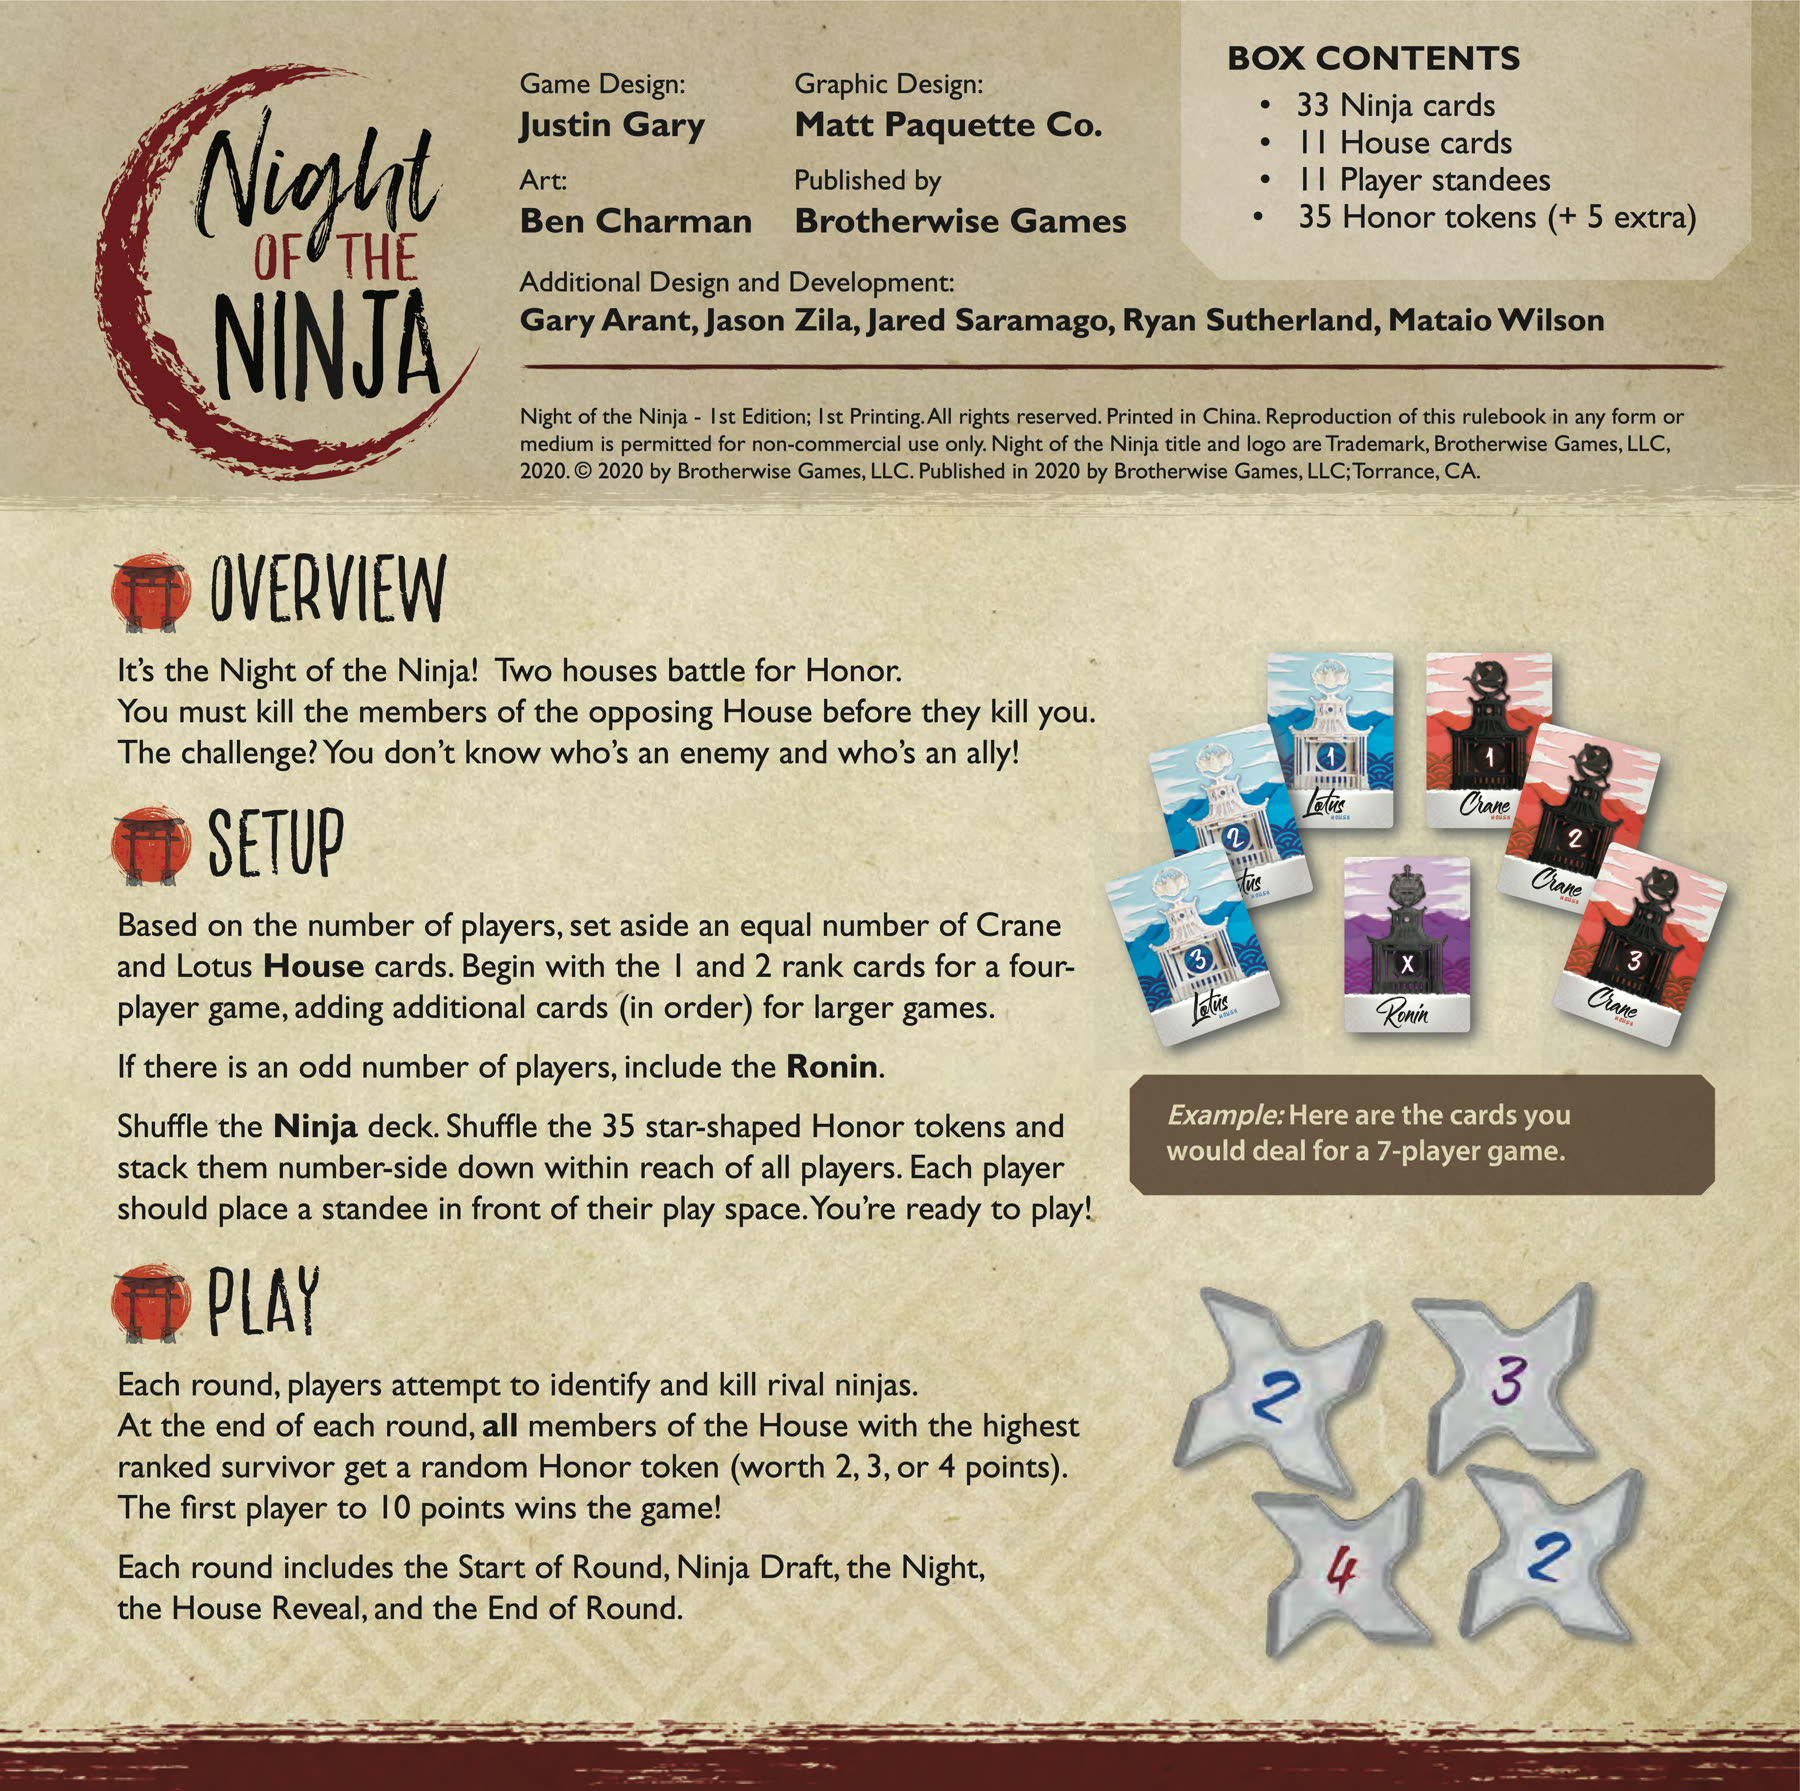 Night
OF THE
NINJA
Game Design:
Justin Gary
Graphic Design:
Matt Paquette Co.
Art:
Ben Charman
Published by
Brotherwise Games
Additional Design and Development:
Gary Arant, Jason Zila, Jared Saramago, Ryan Sutherland, Mataio Wilson
BOX CONTENTS
• 33 Ninja cards
• 11 House cards
• 11 Player standees
• 35 Honor tokens (+ 5 extra)
Night of the Ninja - 1st Edition; 1st Printing. All rights reserved. Printed in China. Reproduction of this rulebook in any form or
medium is permitted for non-commercial use only. Night of the Ninja title and logo are Trademark, Brotherwise Games, LLC,
2020. © 2020 by Brotherwise Games, LLC. Published in 2020 by Brotherwise Games, LLC; Torrance, CA.
OVERVIEW
It's the Night of the Ninja! Two houses battle for Honor.
You must kill the members of the opposing House before they kill you.
The challenge? You don't know who's an enemy and who's an ally!
SETUP
Based on the number of players, set aside an equal number of Crane
and Lotus House cards. Begin with the 1 and 2 rank cards for a four-
player game, adding additional cards (in order) for larger games.
If there is an odd number of players, include the Ronin.
Shuffle the Ninja deck. Shuffle the 35 star-shaped Honor tokens and
stack them number-side down within reach of all players. Each player
should place a standee in front of their play space. You're ready to play!
1
Lotus
HOUSE
1
Crane
HOUSE
2
tus
HOUSE
2
Crane
HOUSE
3
Lotus
HOUSE
X
Ronin
3
Crane
HOUSE
Example: Here are the cards you
would deal for a 7-player game.
PLAY
Each round, players attempt to identify and kill rival ninjas.
At the end of each round, all members of the House with the highest
ranked survivor get a random Honor token (worth 2, 3, or 4 points).
The first player to 10 points wins the game!
Each round includes the Start of Round, Ninja Draft, the Night,
the House Reveal, and the End of Round.
2
3
4
2